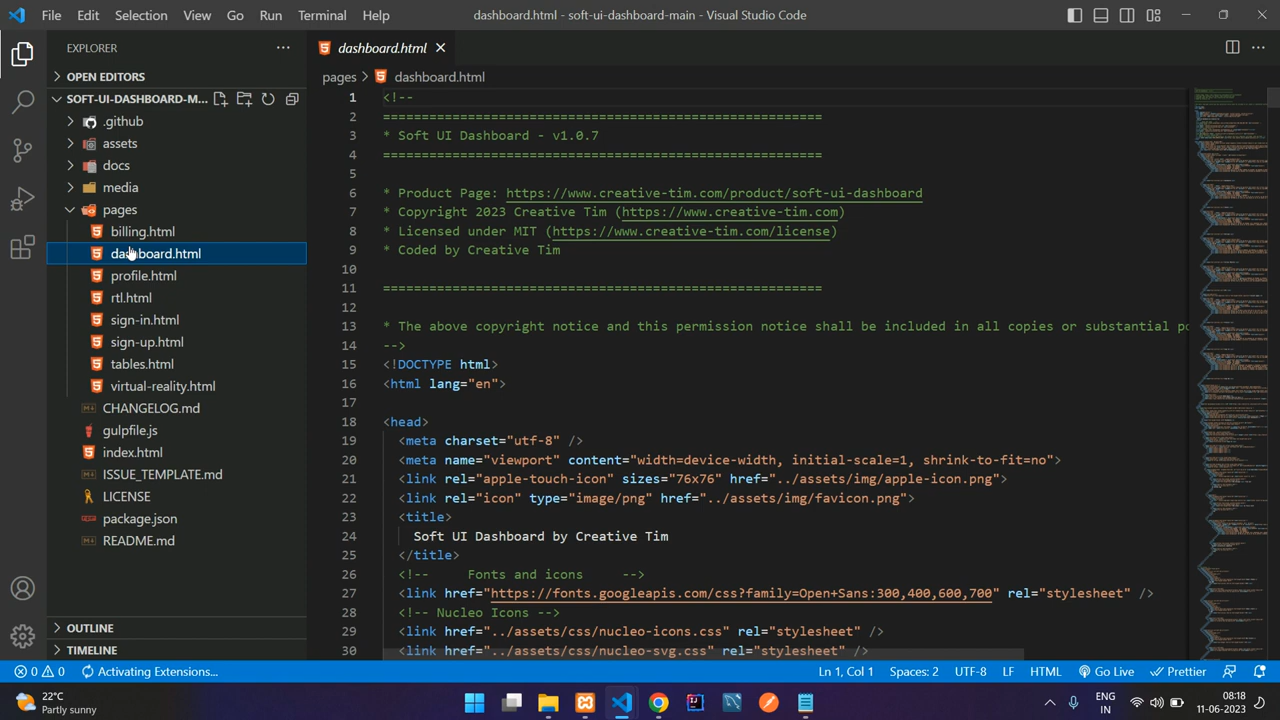 File Edit Selection View Go Run Terminal Help dashboard.html - soft-ui-dashboard-main - Visual Studio Code
EXPLORER
OPEN EDITORS
SOFT-UI-DASHBOARD-M...
.github
assets
docs
media
pages
billing.html
dashboard.html
profile.html
rtl.html
sign-in.html
sign-up.html
tables.html
virtual-reality.html
CHANGELOG.md
gulpfile.js
index.html
ISSUE_TEMPLATE.md
LICENSE
package.json
README.md
OUTLINE
TIMELINE
dashboard.html
pages > dashboard.html
1 <!--
2 =========================================================
3 * Soft UI Dashboard - v1.0.7
4 =========================================================
5
6 * Product Page: https://www.creative-tim.com/product/soft-ui-dashboard
7 * Copyright 2023 Creative Tim (https://www.creative-tim.com)
8 * Licensed under MIT (https://www.creative-tim.com/license)
9 * Coded by Creative Tim
10
11 =========================================================
12
13 * The above copyright notice and this permission notice shall be included in all copies or substantial po
14 -->
15 <!DOCTYPE html>
16 <html lang="en">
17
18 <head>
19 <meta charset="utf-8" />
20 <meta name="viewport" content="width=device-width, initial-scale=1, shrink-to-fit=no">
21 <link rel="apple-touch-icon" sizes="76x76" href="../assets/img/apple-icon.png">
22 <link rel="icon" type="image/png" href="../assets/img/favicon.png">
23 <title>
24 Soft UI Dashboard by Creative Tim
25 </title>
26 <!-- Fonts and icons -->
27 <link href="https://fonts.googleapis.com/css?family=Open+Sans:300,400,600,700" rel="stylesheet" />
28 <!-- Nucleo Icons -->
29 <link href="../assets/css/nucleo-icons.css" rel="stylesheet" />
30 <link href="../assets/css/nucleo-svg.css" rel="stylesheet" />
0 0 Activating Extensions... Ln 1, Col 1 Spaces: 2 UTF-8 LF HTML Go Live Prettier
22°C
Partly sunny
ENG
IN
08:18
11-06-2023